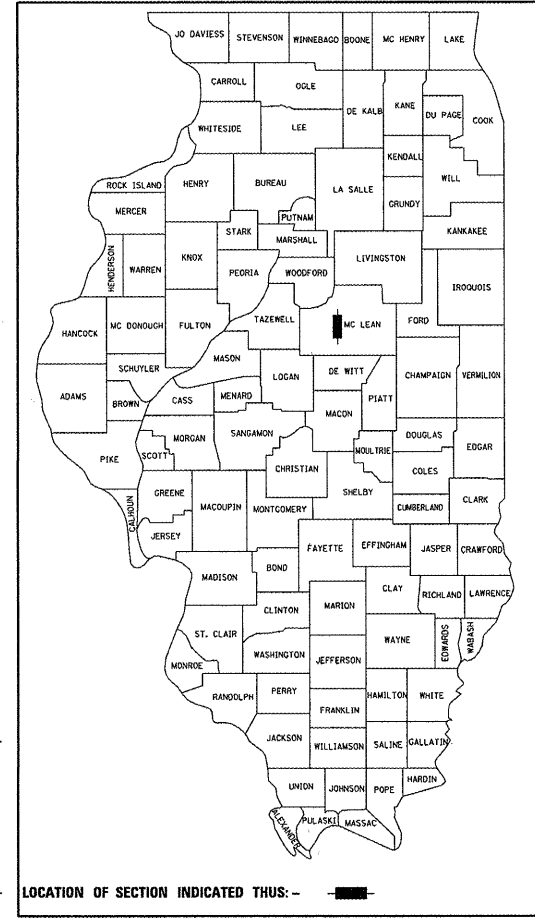 JO DAVIESS STEVENSON WINNEBAGO BOONE MC HENRY LAKE
CARROLL OGLE
DE KALB KANE DU PAGE COOK
WHITESIDE LEE
KENDALL WILL
ROCK ISLAND HENRY BUREAU LA SALLE GRUNDY
MERCER PUTNAM
STARK MARSHALL KANKAKEE
HENDERSON WARREN KNOX PEORIA WOODFORD LIVINGSTON IROQUOIS
HANCOCK MC DONOUGH FULTON TAZEWELL MC LEAN FORD
MASON
SCHUYLER LOGAN DE WITT CHAMPAIGN VERMILION
ADAMS BROWN CASS MENARD MACON PIATT
MORGAN SANGAMON DOUGLAS
PIKE SCOTT CHRISTIAN MOULTRIE COLES EDGAR
CALHOUN GREENE MACOUPIN MONTGOMERY SHELBY CUMBERLAND CLARK
JERSEY FAYETTE EFFINGHAM JASPER CRAWFORD
MADISON BOND
CLINTON MARION CLAY RICHLAND LAWRENCE
ST. CLAIR WAYNE EDWARDS WABASH
MONROE WASHINGTON JEFFERSON
RANDOLPH PERRY HAMILTON WHITE
FRANKLIN
JACKSON WILLIAMSON SALINE GALLATIN
UNION JOHNSON POPE HARDIN
ALEXANDER PULASKI MASSAC
LOCATION OF SECTION INDICATED THUS: –